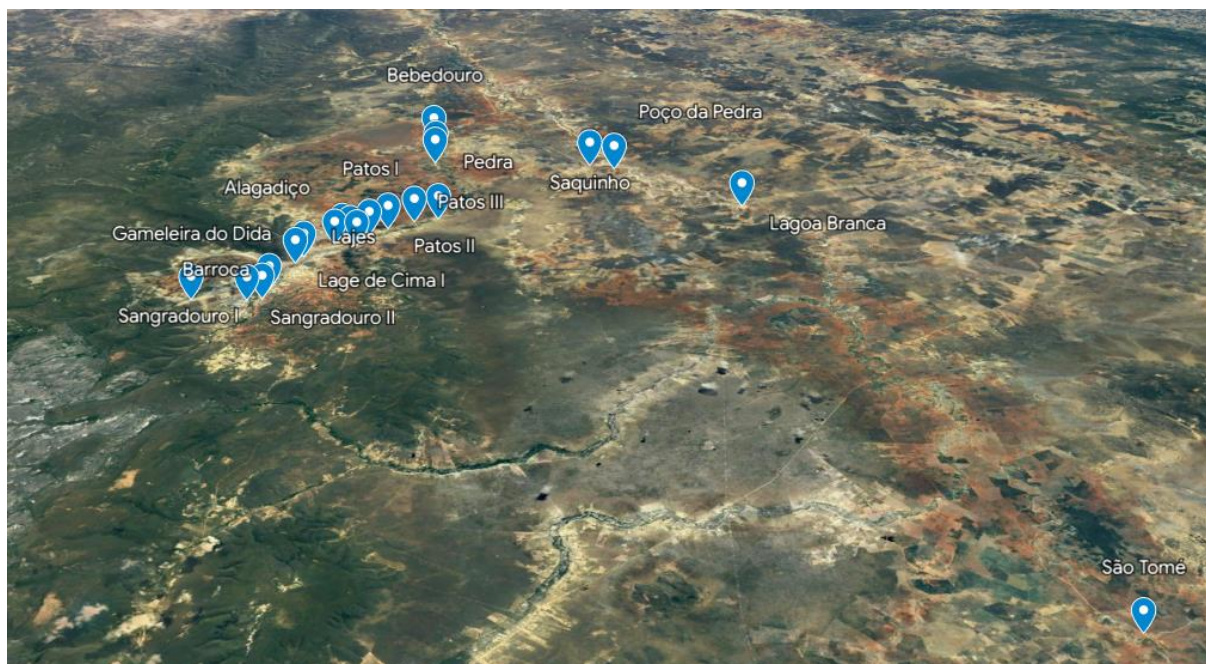 Bebedouro
Poço da Pedra
Patos I
Pedra
Saquinho
Alagadiço
Patos III
Lagoa Branca
Gameleira do Dida
Lajes
Patos II
Barroca
Lage de Cima I
Sangradouro I
Sangradouro II
São Tomé